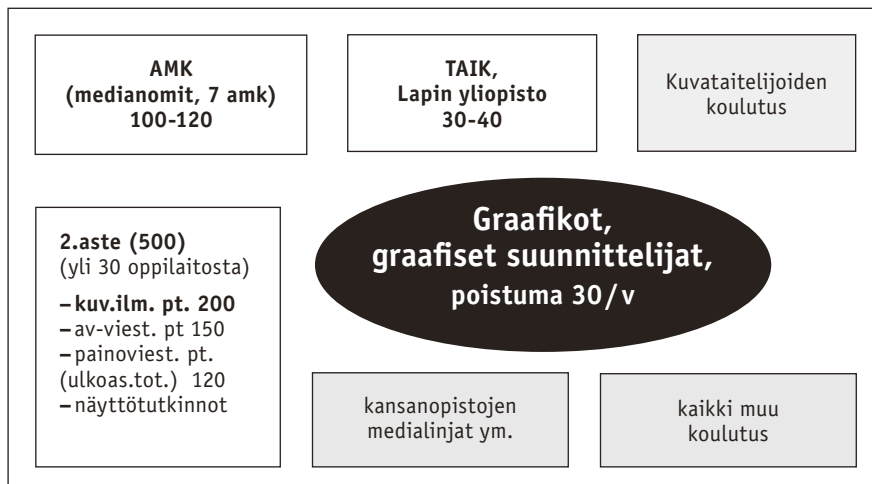 AMK
(medianomit, 7 amk)
100-120
TAIK,
Lapin yliopisto
30-40
Kuvataitelijoiden
koulutus
2.aste (500)
(yli 30 oppilaitosta)
–kuv.ilm. pt. 200
–av-viest. pt 150
–painoviest. pt.
(ulkoas.tot.) 120
–näyttötutkinnot
Graafikot,
graafiset suunnittelijat,
poistuma 30/v
kansanopistojen
medialinjat ym.
kaikki muu
koulutus